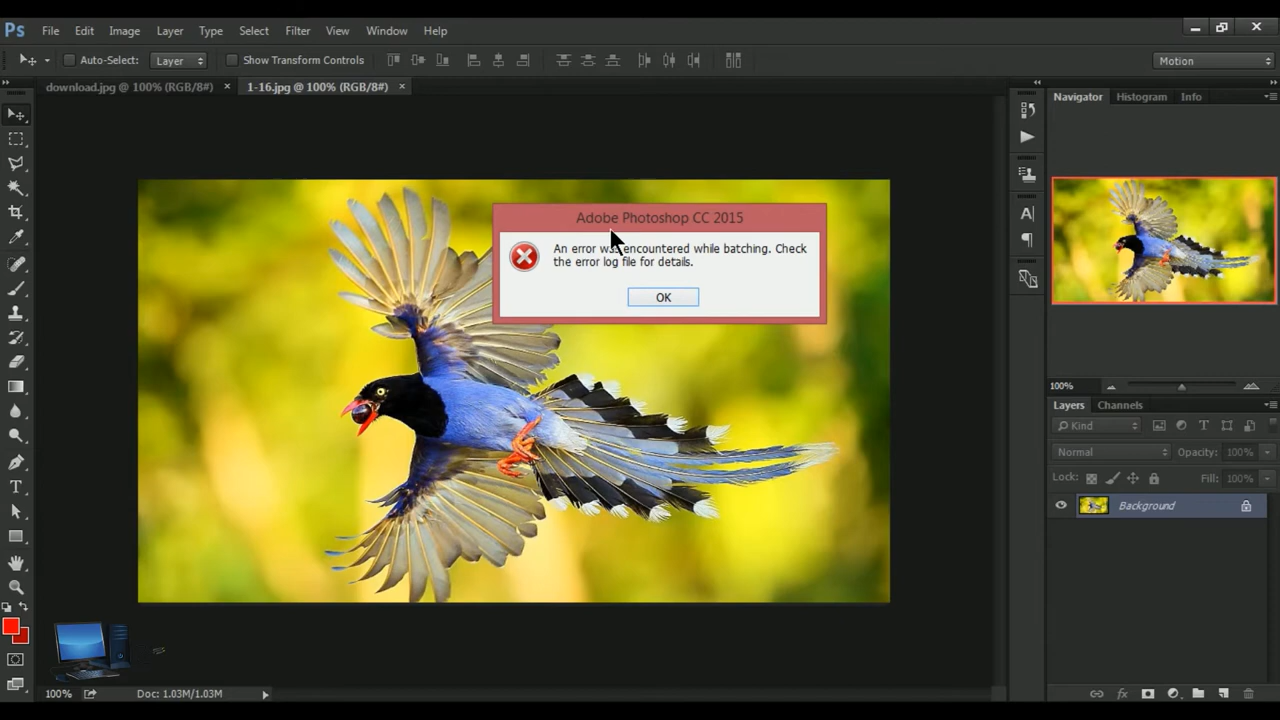 Ps File Edit Image Layer Type Select Filter View Window Help
Auto-Select: Layer Show Transform Controls Motion
download.jpg @ 100% (RGB/8#) × 1-16.jpg @ 100% (RGB/8#) ×
Navigator Histogram Info
Adobe Photoshop CC 2015
An error was encountered while batching. Check
the error log file for details.
OK
100%
Layers Channels
Kind
Normal Opacity: 100%
Lock: Fill: 100%
Background
100% Doc: 1.03M/1.03M